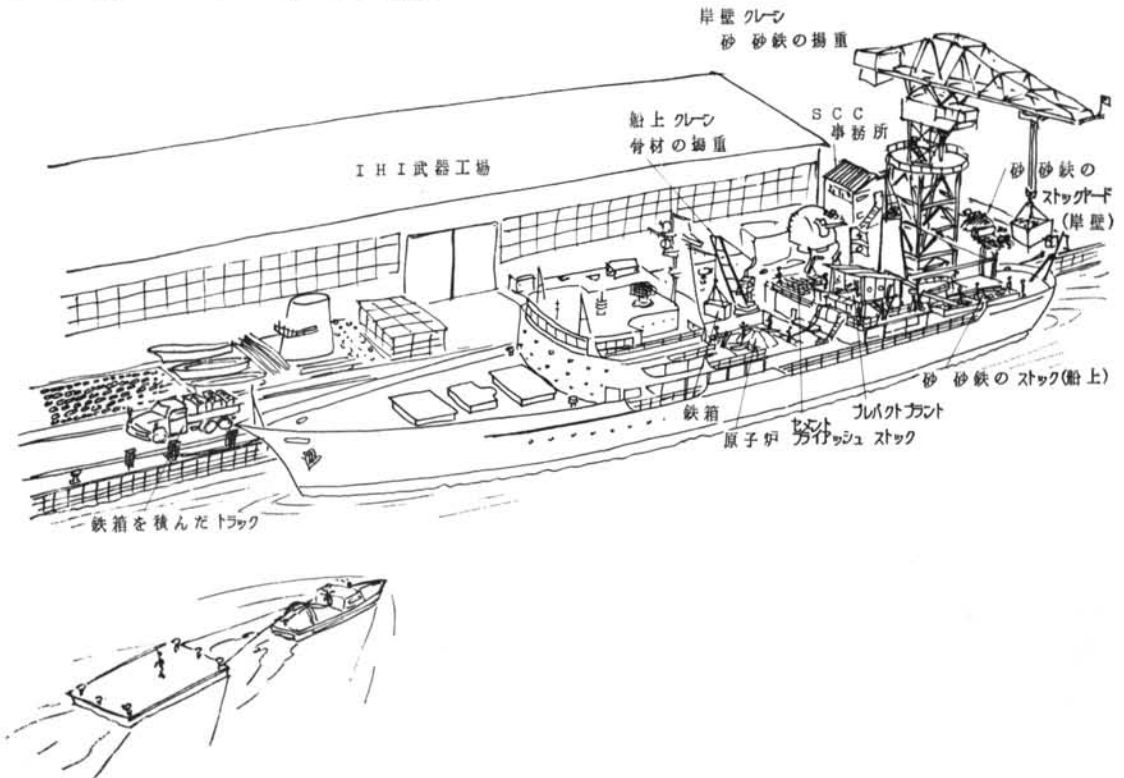 岸壁クレーン
砂 砂鉄の揚重
船上クレーン
骨材の揚重
SCC
事務所
IHI武器工場
砂 砂鉄の
ストックヤード
(岸壁)
砂 砂鉄のストック(船上)
プレパクトプラント
セメント
フライアッシュ ストック
鉄箱
原子炉
鉄箱を積んだトラック